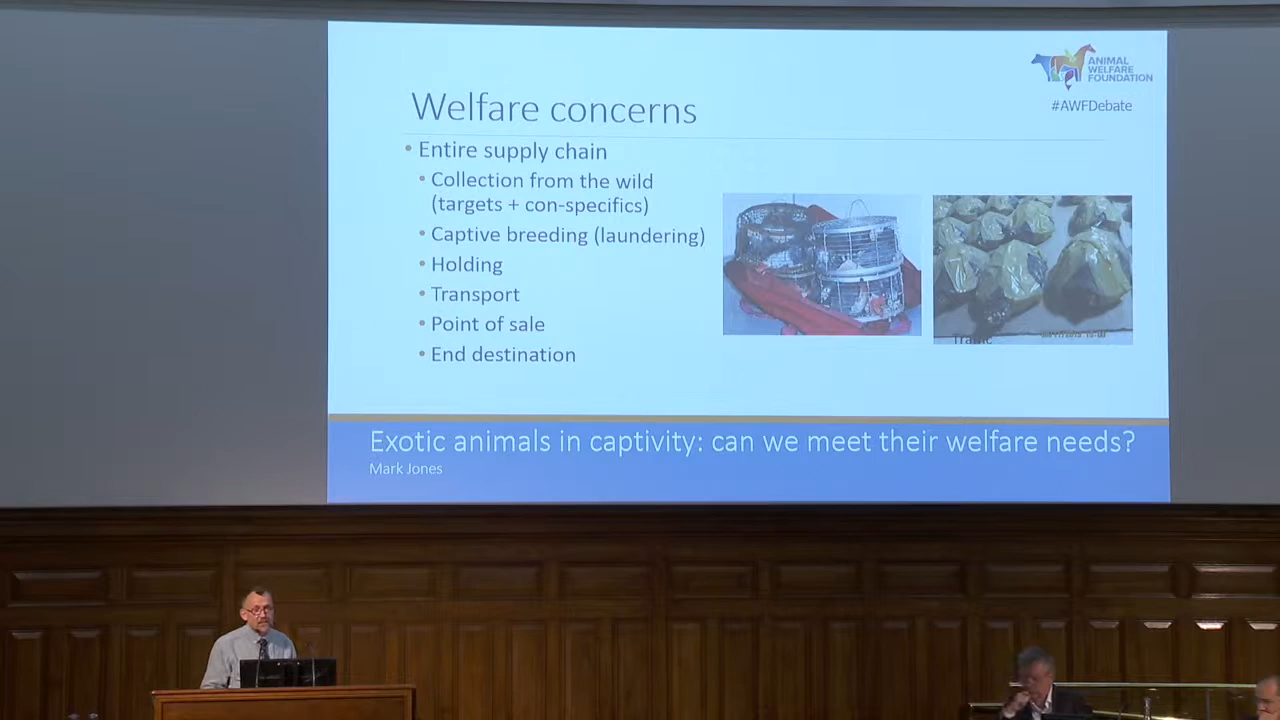 ANIMAL
WELFARE
FOUNDATION
#AWFDebate
Welfare concerns
• Entire supply chain
• Collection from the wild
(targets + con-specifics)
• Captive breeding (laundering)
• Holding
• Transport
• Point of sale
• End destination
Exotic animals in captivity: can we meet their welfare needs?
Mark Jones